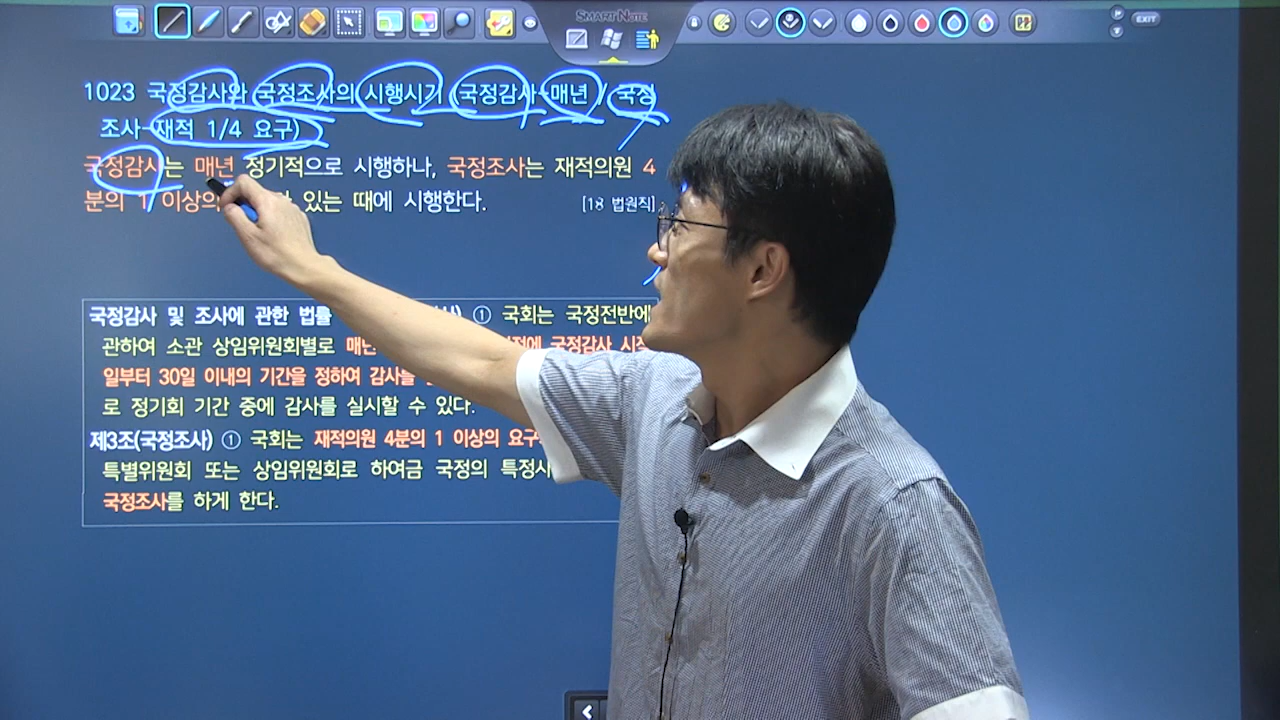 SMARTNOTE
EXIT
1023 국정감사와 국정조사의 시행시기 (국정감사-매년 / 국정
조사-재적 1/4 요구)
국정감사는 매년 정기적으로 시행하나, 국정조사는 재적의원 4
분의 1 이상의 있는 때에 시행한다. [18 법원직]
국정감사 및 조사에 관한 법률 ① 국회는 국정전반에
관하여 소관 상임위원회별로 매년 국정감사
일부터 30일 이내의 기간을 정하여 감사를
로 정기회 기간 중에 감사를 실시할 수 있다.
제3조(국정조사) ① 국회는 재적의원 4분의 1 이상의 요구
특별위원회 또는 상임위원회로 하여금 국정의
국정조사를 하게 한다.